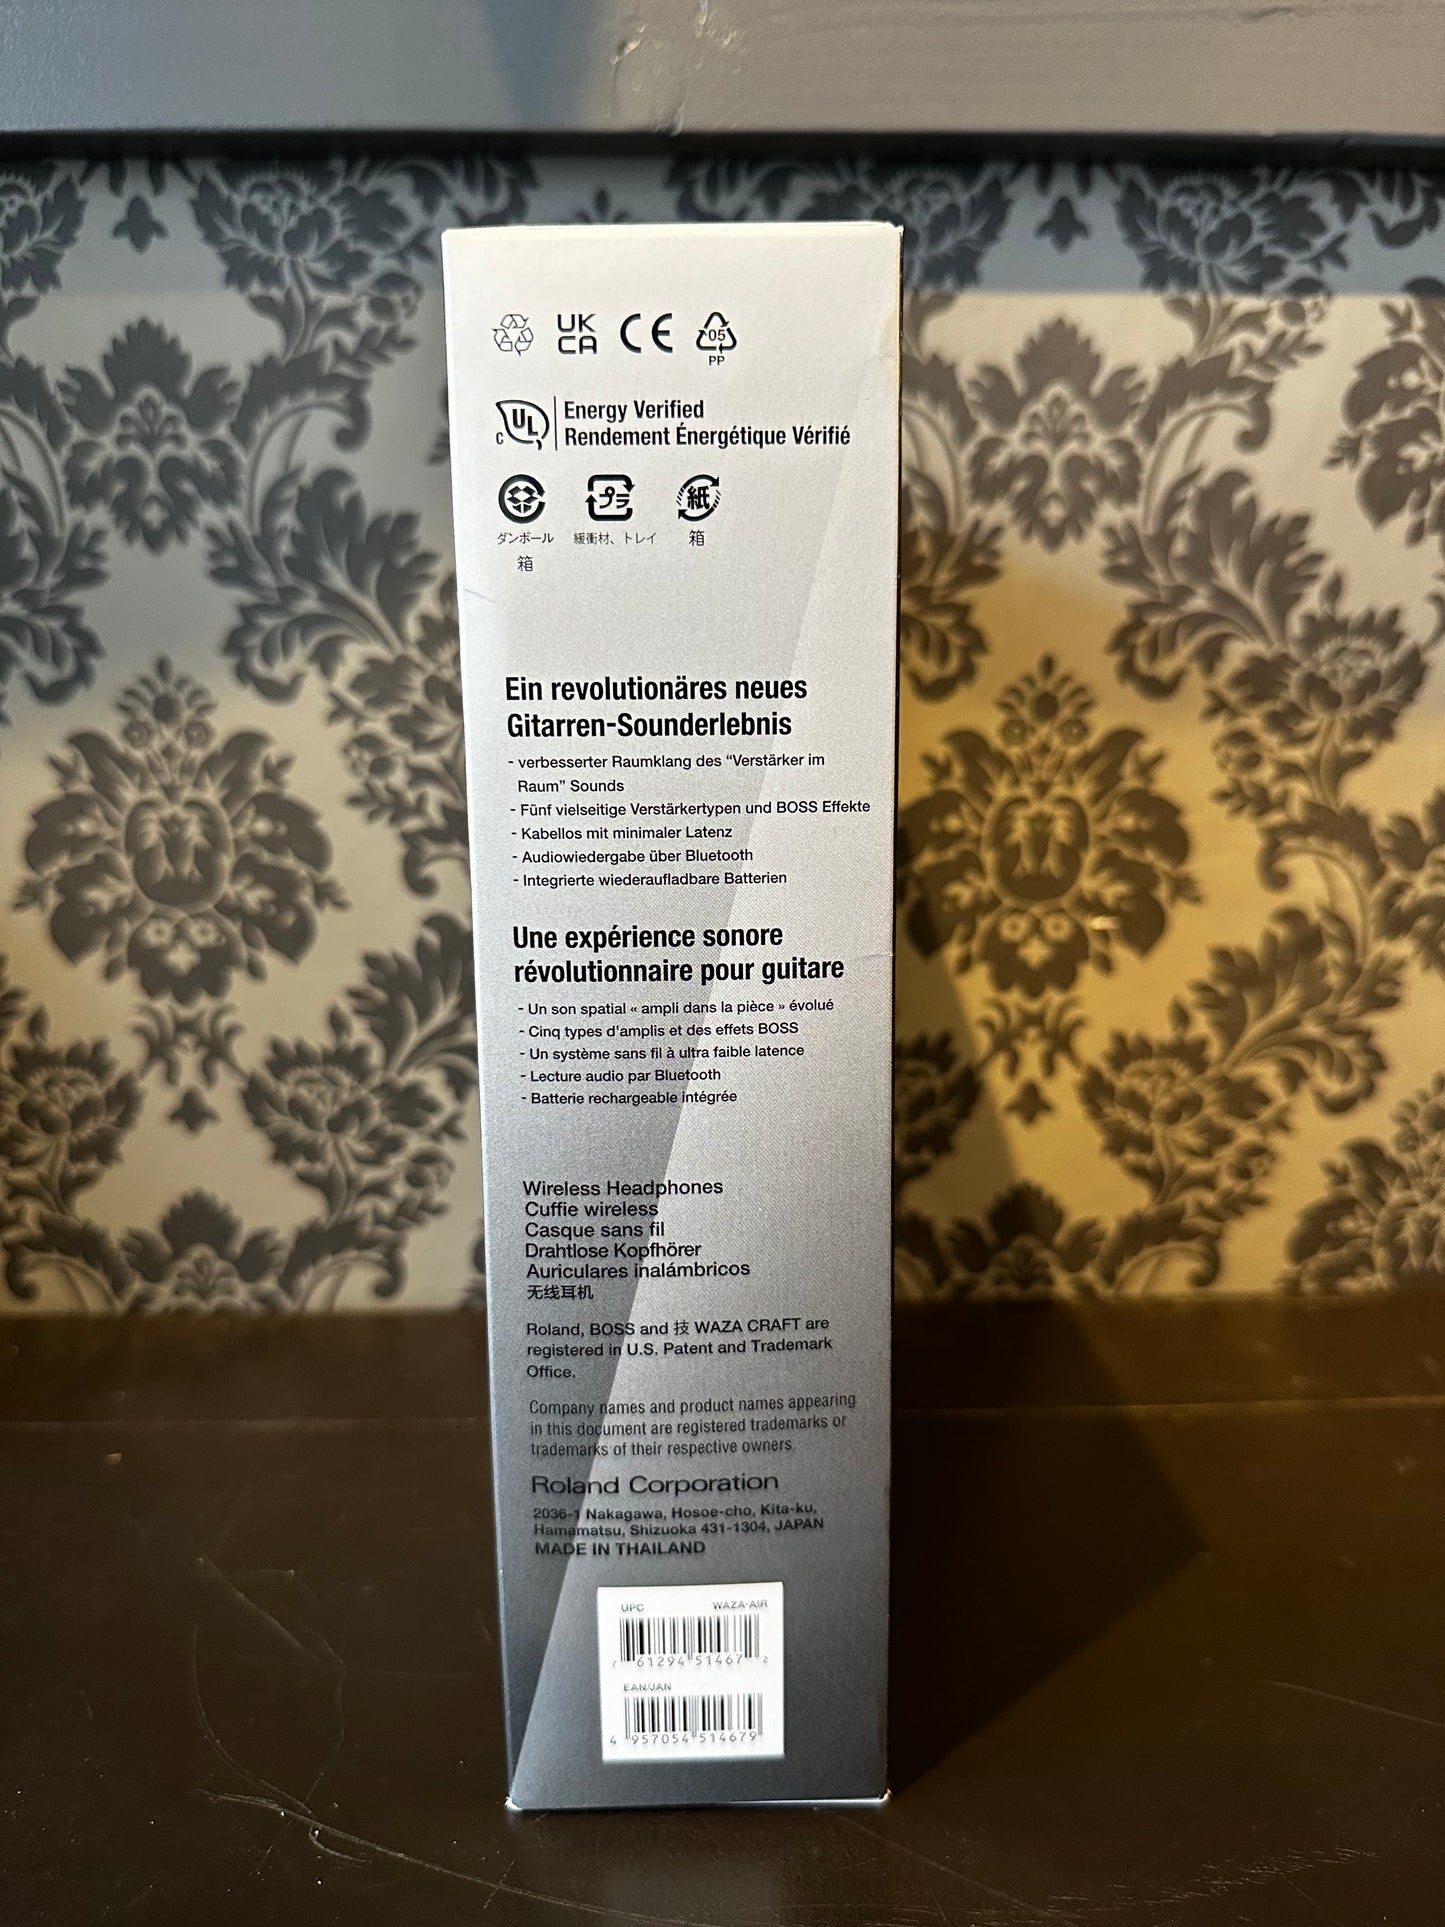 UK
CA CE 05
PP
C UL Energy Verified
Rendement Énergétique Vérifié
プラ 紙
ダンボール 緩衝材、トレイ 箱
箱
Ein revolutionäres neues
Gitarren-Sounderlebnis
- verbesserter Raumklang des “Verstärker im
Raum” Sounds
- Fünf vielseitige Verstärkertypen und BOSS Effekte
- Kabellos mit minimaler Latenz
- Audiowiedergabe über Bluetooth
- Integrierte wiederaufladbare Batterien
Une expérience sonore
révolutionnaire pour guitare
- Un son spatial « ampli dans la pièce » évolué
- Cinq types d'amplis et des effets BOSS
- Un système sans fil à ultra faible latence
- Lecture audio par Bluetooth
- Batterie rechargeable intégrée
Wireless Headphones
Cuffie wireless
Casque sans fil
Drahtlose Kopfhörer
Auriculares inalámbricos
无线耳机
Roland, BOSS and 技 WAZA CRAFT are
registered in U.S. Patent and Trademark
Office.
Company names and product names appearing
in this document are registered trademarks or
trademarks of their respective owners.
Roland Corporation
2036-1 Nakagawa, Hosoe-cho, Kita-ku,
Hamamatsu, Shizuoka 431-1304, JAPAN
MADE IN THAILAND
UPC WAZA-AIR
7 61294 51467 2
EAN/JAN
4 957054 514679